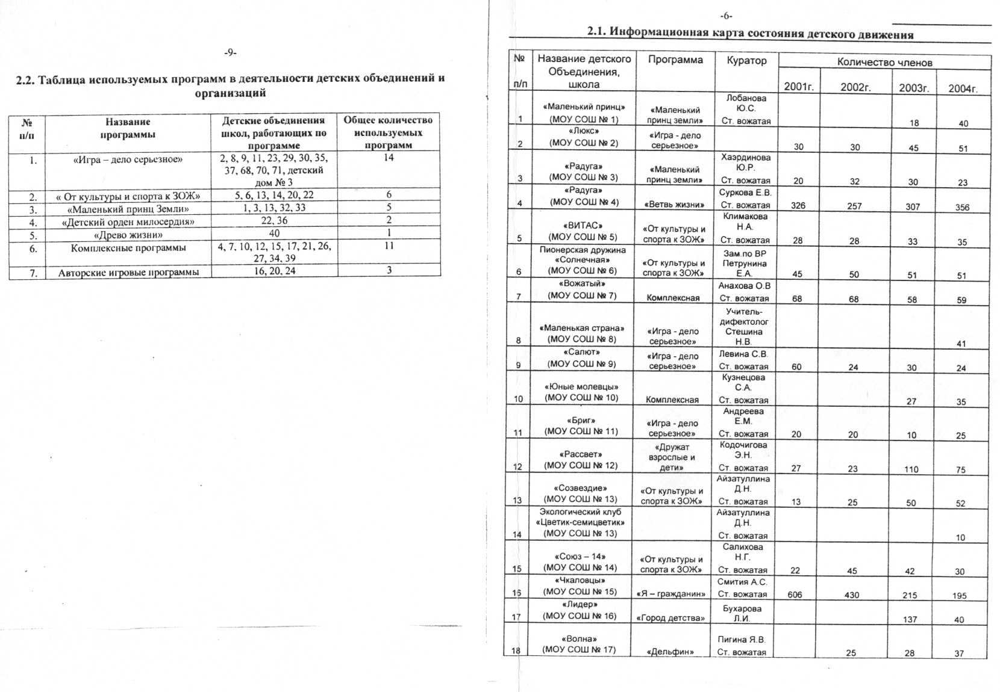 -9-
2.2. Таблица используемых программ в деятельности детских объединений и
организаций
№ п/п Название программы Детские объединения школ, работающих по программе Общее количество используемых программ
1. «Игра – дело серьезное» 2, 8, 9, 11, 23, 29, 30, 35, 37, 68, 70, 71, детский дом № 3 14
2. « От культуры и спорта к ЗОЖ» 5, 6, 13, 14, 20, 22 6
3. «Маленький принц Земли» 1, 3, 13, 32, 33 5
4. «Детский орден милосердия» 22, 36 2
5. «Древо жизни» 40 1
6. Комплексные программы 4, 7, 10, 12, 15, 17, 21, 26, 27, 34, 39 11
7. Авторские игровые программы 16, 20, 24 3
-6-
2.1. Информационная карта состояния детского движения
№ п/п Название детского Объединения, школа Программа Куратор Количество членов
2001г. 2002г. 2003г. 2004г.
1 «Маленький принц» (МОУ СОШ № 1) «Маленький принц земли» Лобанова Ю.С. Ст. вожатая 18 40
2 «Люкс» (МОУ СОШ № 2) «Игра - дело серьезное» 30 30 45 51
3 «Радуга» (МОУ СОШ № 3) «Маленький принц земли» Хаэрдинова Ю.Р. Ст. вожатая 20 32 30 23
4 «Радуга» (МОУ СОШ № 4) «Ветвь жизни» Суркова Е.В. Ст. вожатая 326 257 307 356
5 «ВИТАС» (МОУ СОШ № 5) «От культуры и спорта к ЗОЖ» Климакова Н.А. Ст. вожатая 28 28 33 35
6 Пионерская дружина «Солнечная» (МОУ СОШ № 6) «От культуры и спорта к ЗОЖ» Зам.по ВР Петрунина Е.А. 45 50 51 51
7 «Вожатый» (МОУ СОШ № 7) Комплексная Анахова О.В Ст. вожатая 68 68 58 59
8 «Маленькая страна» (МОУ СОШ № 8) «Игра - дело серьезное» Учитель-дифектолог Стешина Н.В. 41
9 «Салют» (МОУ СОШ № 9) «Игра - дело серьезное» Левина С.В. Ст. вожатая 60 24 30 24
10 «Юные молевцы» (МОУ СОШ № 10) Комплексная Кузнецова С.А. Ст. вожатая 27 35
11 «Бриг» (МОУ СОШ № 11) «Игра - дело серьезное» Андреева Е.М. Ст. вожатая 20 20 10 25
12 «Рассвет» (МОУ СОШ № 12) «Дружат взрослые и дети» Кодочигова Э.Н. Ст. вожатая 27 23 110 75
13 «Созвездие» (МОУ СОШ № 13) «От культуры и спорта к ЗОЖ» Айзатуллина Д.Н. Ст. вожатая 13 25 50 52
14 Экологический клуб «Цветик-семицветик» (МОУ СОШ № 13) Айзатуллина Д.Н. Ст. вожатая 10
15 «Союз – 14» (МОУ СОШ № 14) «От культуры и спорта к ЗОЖ» Салихова Н.Г. Ст. вожатая 22 45 42 30
16 «Чкаловцы» (МОУ СОШ № 15) «Я – гражданин» Смития А.С. Ст. вожатая 606 430 215 195
17 «Лидер» (МОУ СОШ № 16) «Город детства» Бухарова Л.И. 137 40
18 «Волна» (МОУ СОШ № 17) «Дельфин» Пигина Я.В. Ст. вожатая 25 28 37